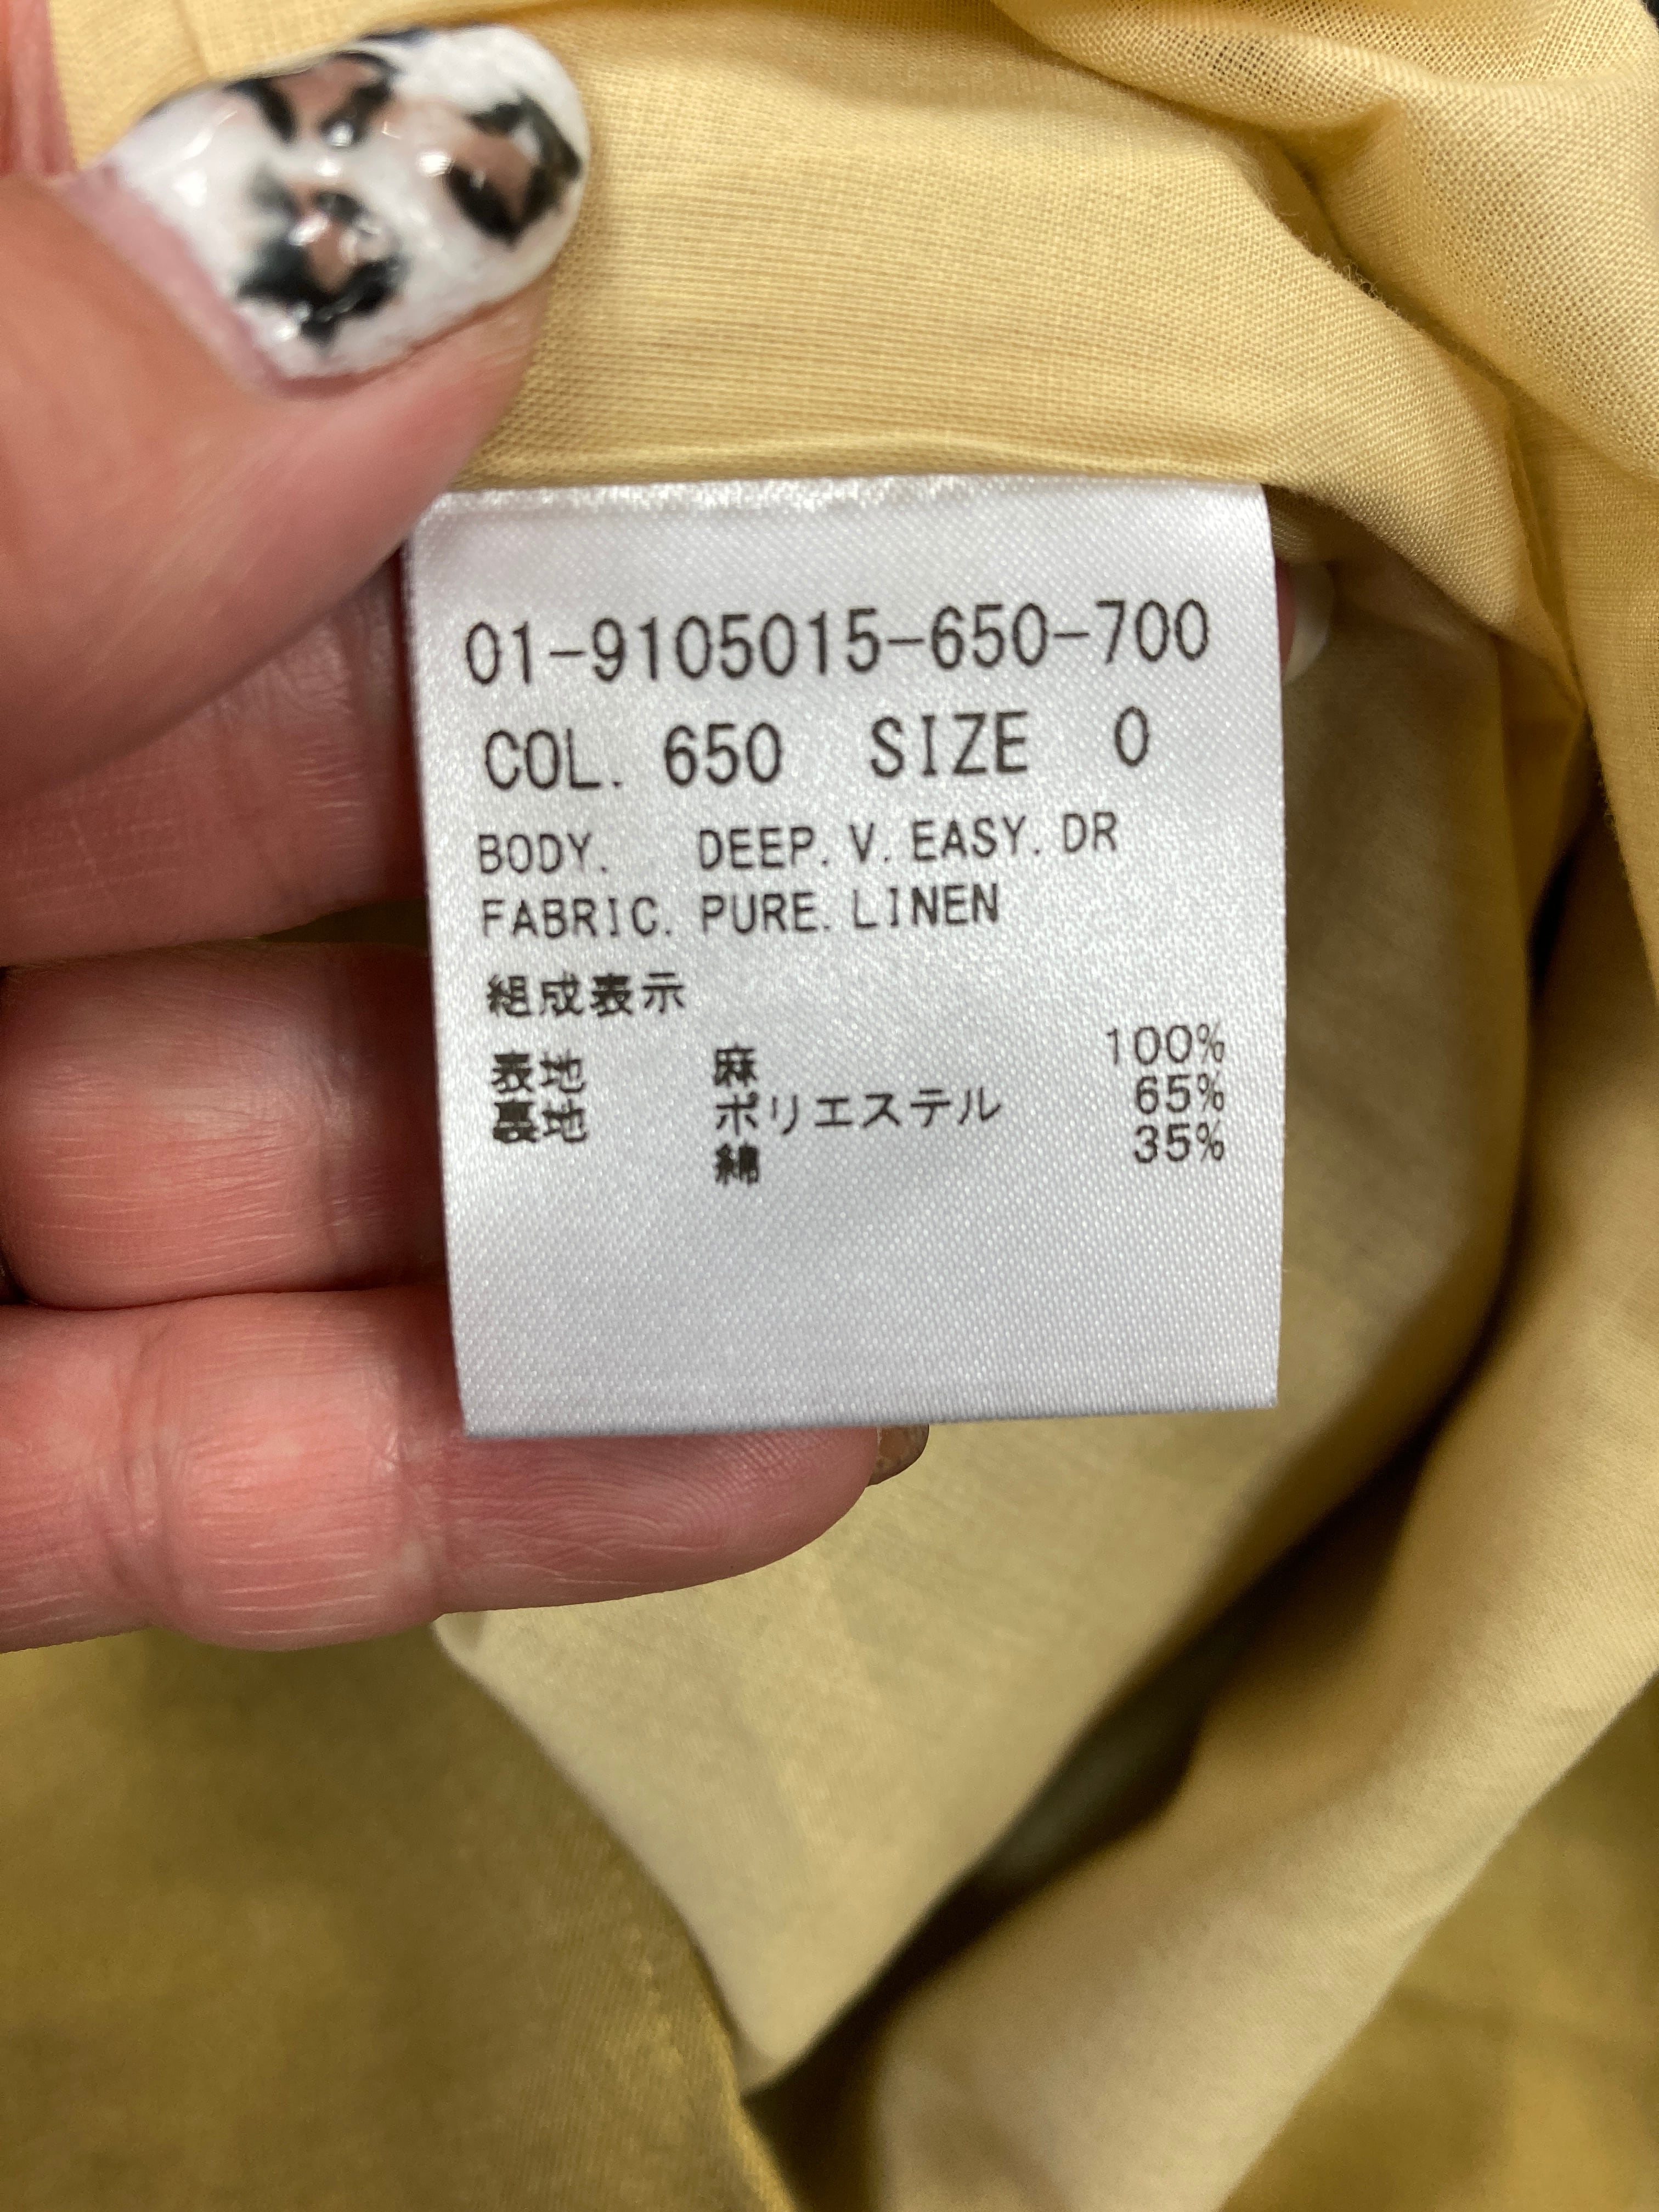 01-9105015-650-700
COL. 650 SIZE 0
BODY. DEEP. V. EASY. DR
FABRIC. PURE. LINEN
組成表示
表地 麻 100%
裏地 ポリエステル 65%
綿 35%